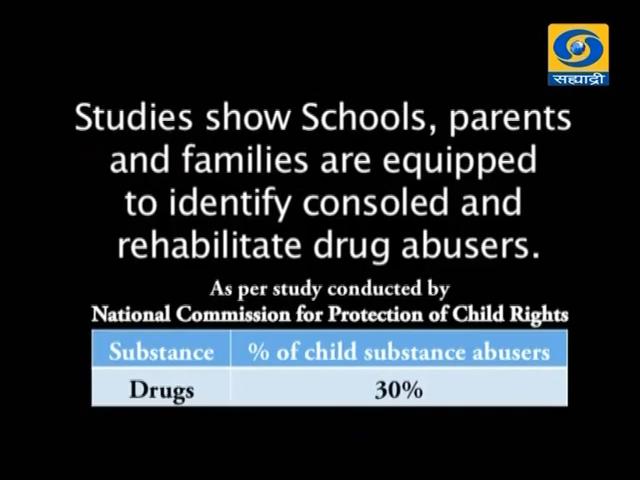 सह्याद्री
Studies show Schools, parents
and families are equipped
to identify consoled and
rehabilitate drug abusers.
As per study conducted by
National Commission for Protection of Child Rights
Substance % of child substance abusers
Drugs 30%